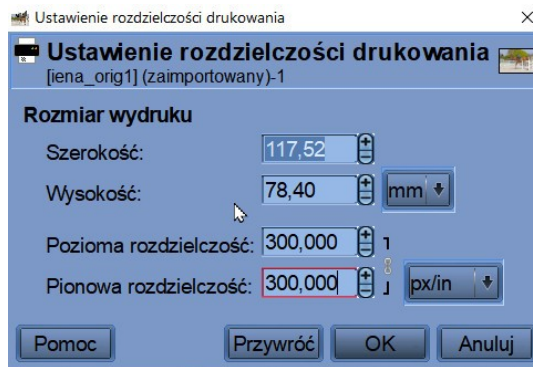 Ustawienie rozdzielczości drukowania
Ustawienie rozdzielczości drukowania
[iena_orig1] (zaimportowany)-1
Rozmiar wydruku
Szerokość: 117,52
Wysokość: 78,40 mm
Pozioma rozdzielczość: 300,000
Pionowa rozdzielczość: 300,000 px/in
Pomoc Przywróć OK Anuluj